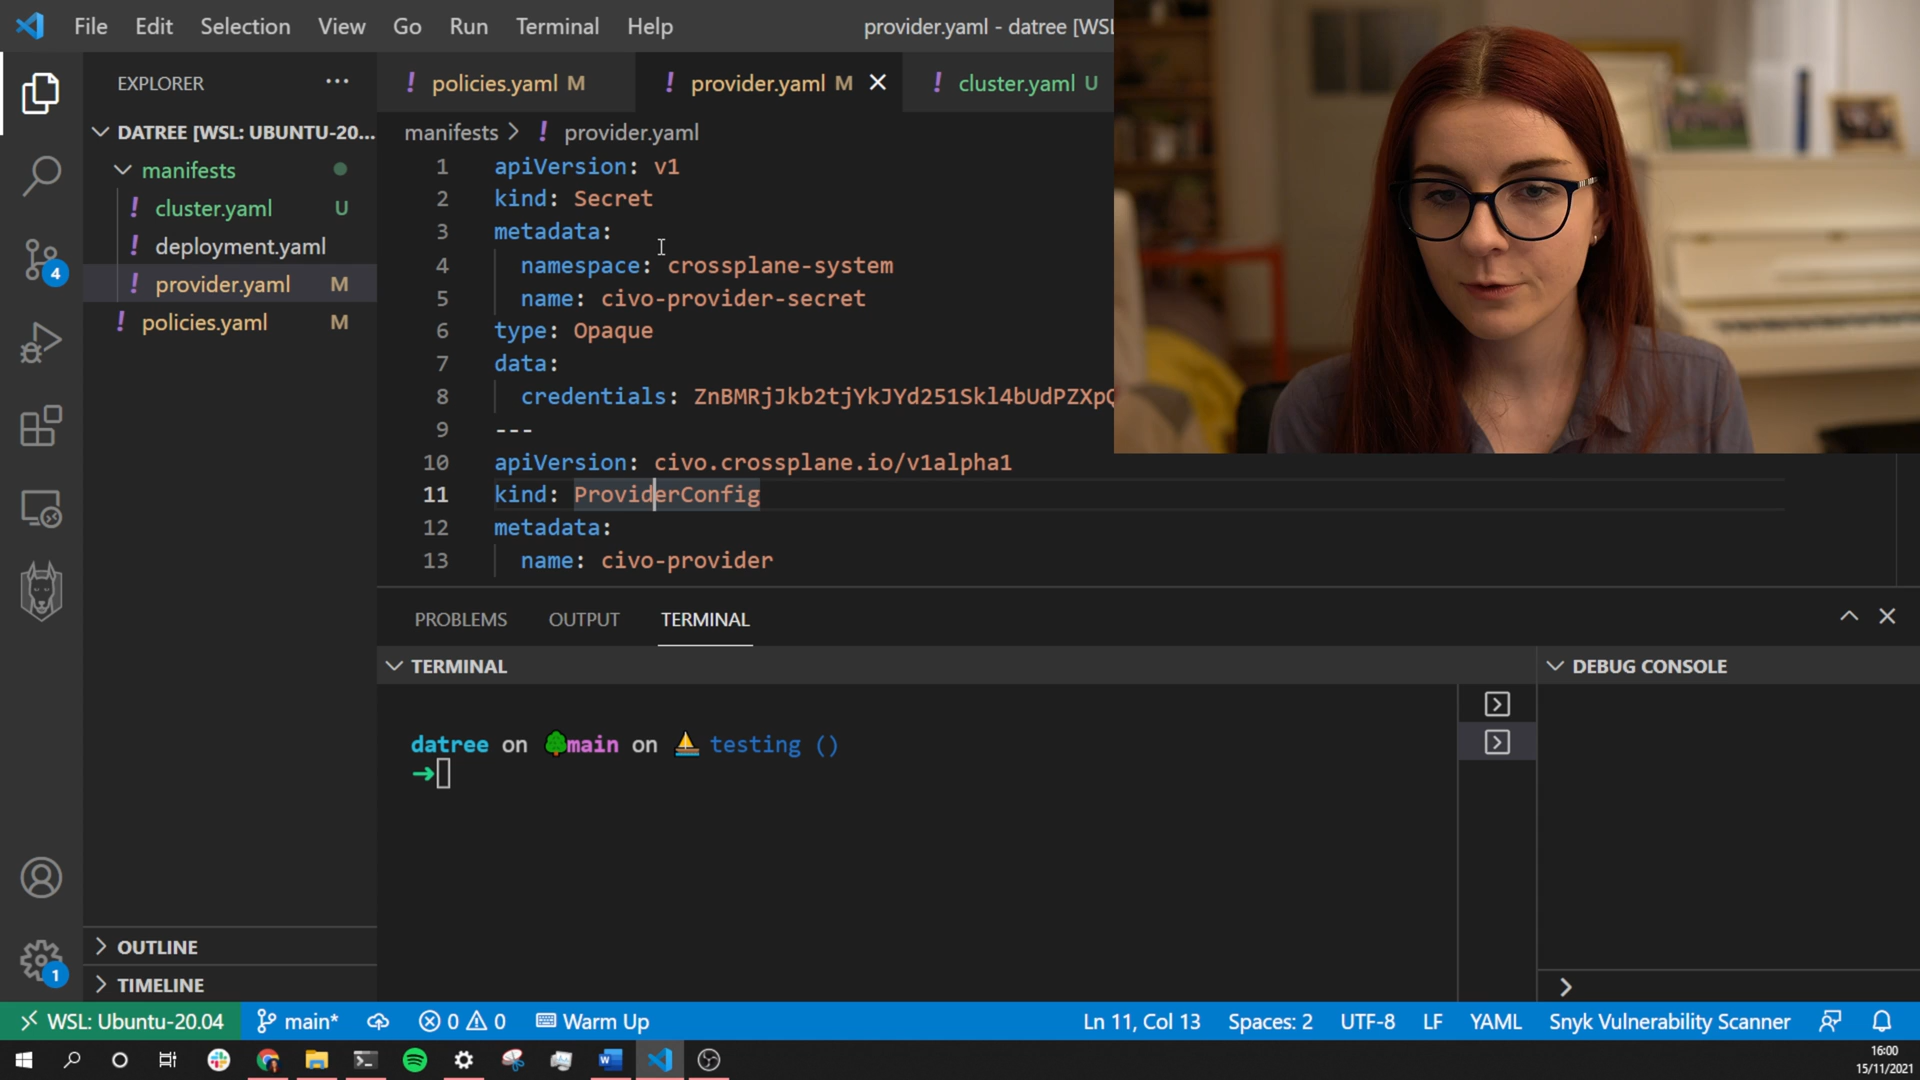 File Edit Selection View Go Run Terminal Help provider.yaml - datree [WSL
EXPLORER
policies.yaml M
provider.yaml M
cluster.yaml U
DATREE [WSL: UBUNTU-20...
manifests > provider.yaml
manifests
cluster.yaml U
deployment.yaml
provider.yaml M
policies.yaml M
4
1 apiVersion: v1
2 kind: Secret
3 metadata:
4 namespace: crossplane-system
5 name: civo-provider-secret
6 type: Opaque
7 data:
8 credentials: ZnBMRjJkb2tjYkJYd251Skl4bUdPZXpQ
9 ---
10 apiVersion: civo.crossplane.io/v1alpha1
11 kind: ProviderConfig
12 metadata:
13 name: civo-provider
PROBLEMS OUTPUT TERMINAL
TERMINAL
DEBUG CONSOLE
datree on main on testing ()
OUTLINE
TIMELINE
1
WSL: Ubuntu-20.04 main* 0 0 Warm Up Ln 11, Col 13 Spaces: 2 UTF-8 LF YAML Snyk Vulnerability Scanner
16:00
15/11/2021